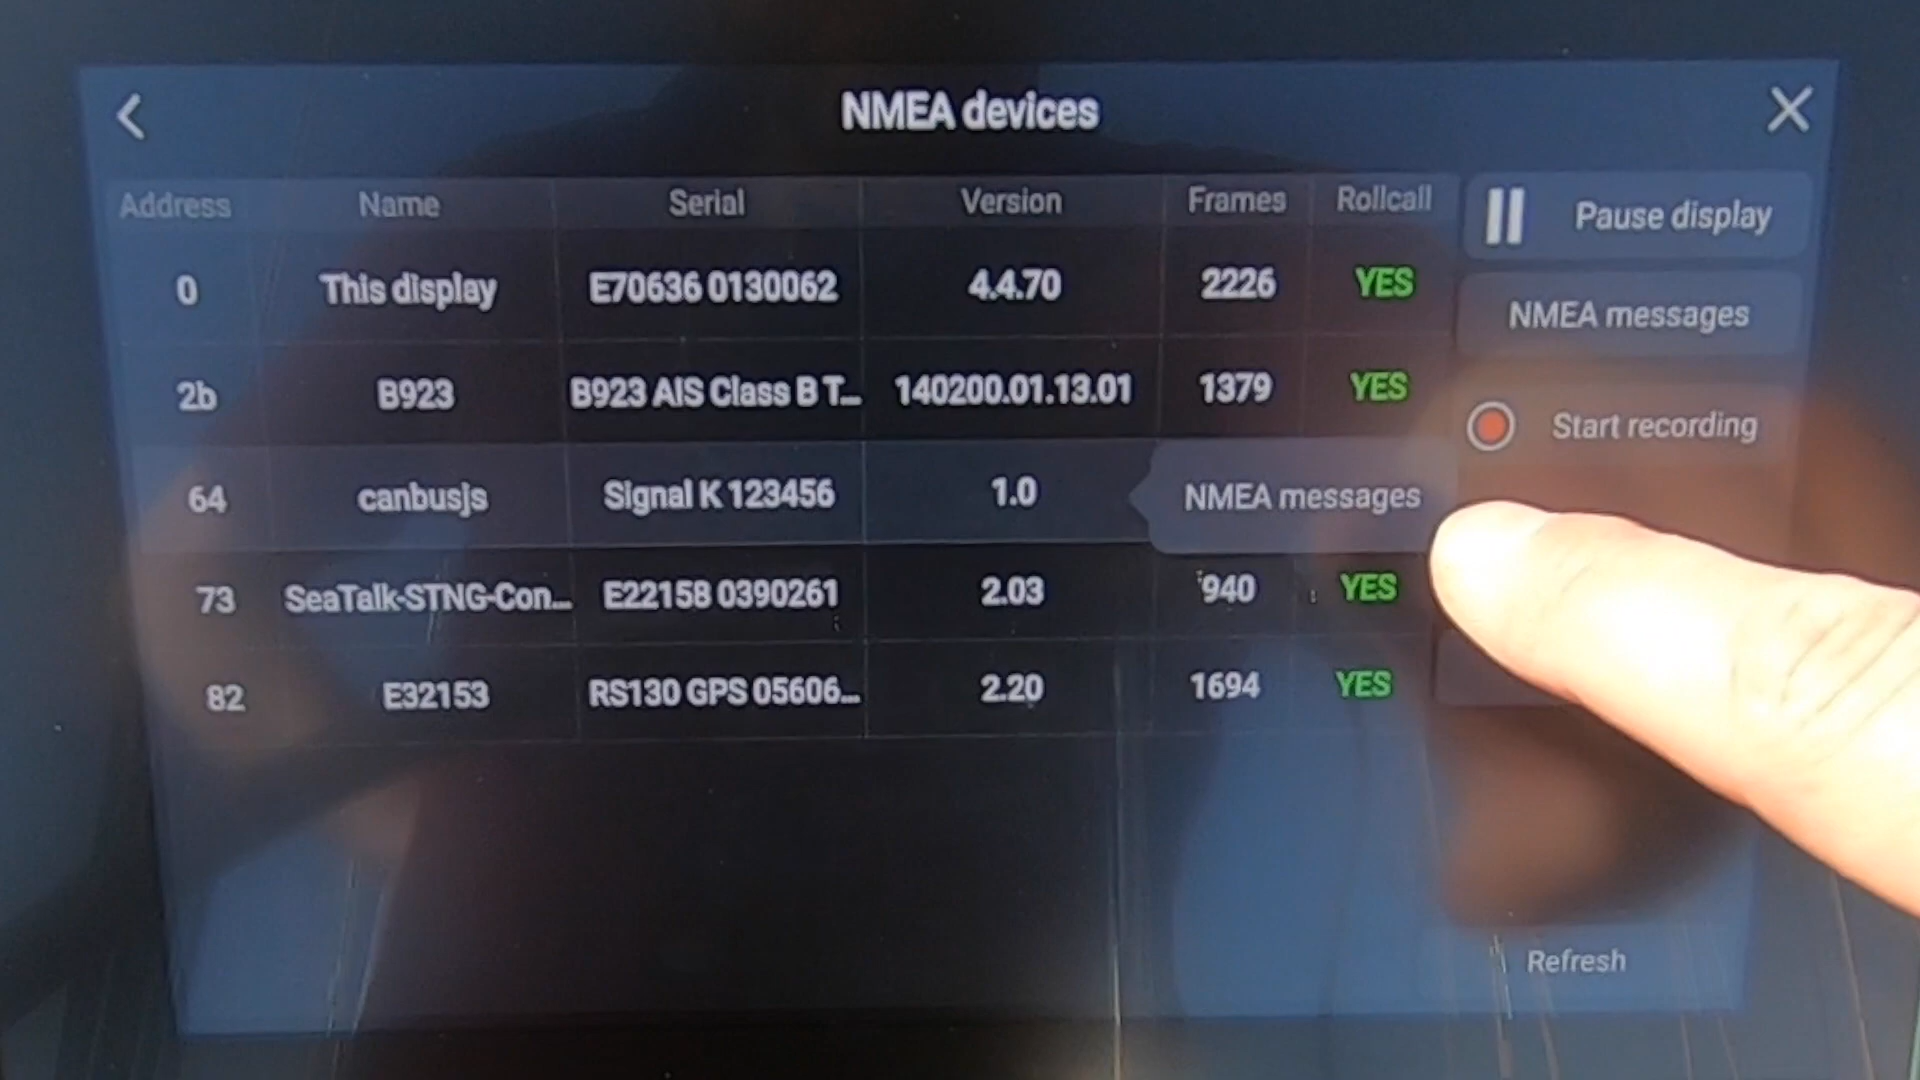 NMEA devices
Address Name Serial Version Frames Rollcall
0 This display E70636 0130062 4.4.70 2226 YES
2b B923 B923 AIS Class B T... 140200.01.13.01 1379 YES
64 canbusjs Signal K 123456 1.0 NMEA messages
73 SeaTalk-STNG-Con... E22158 0390261 2.03 940 YES
82 E32153 RS130 GPS 05606... 2.20 1694 YES
Pause display
NMEA messages
Start recording
Refresh